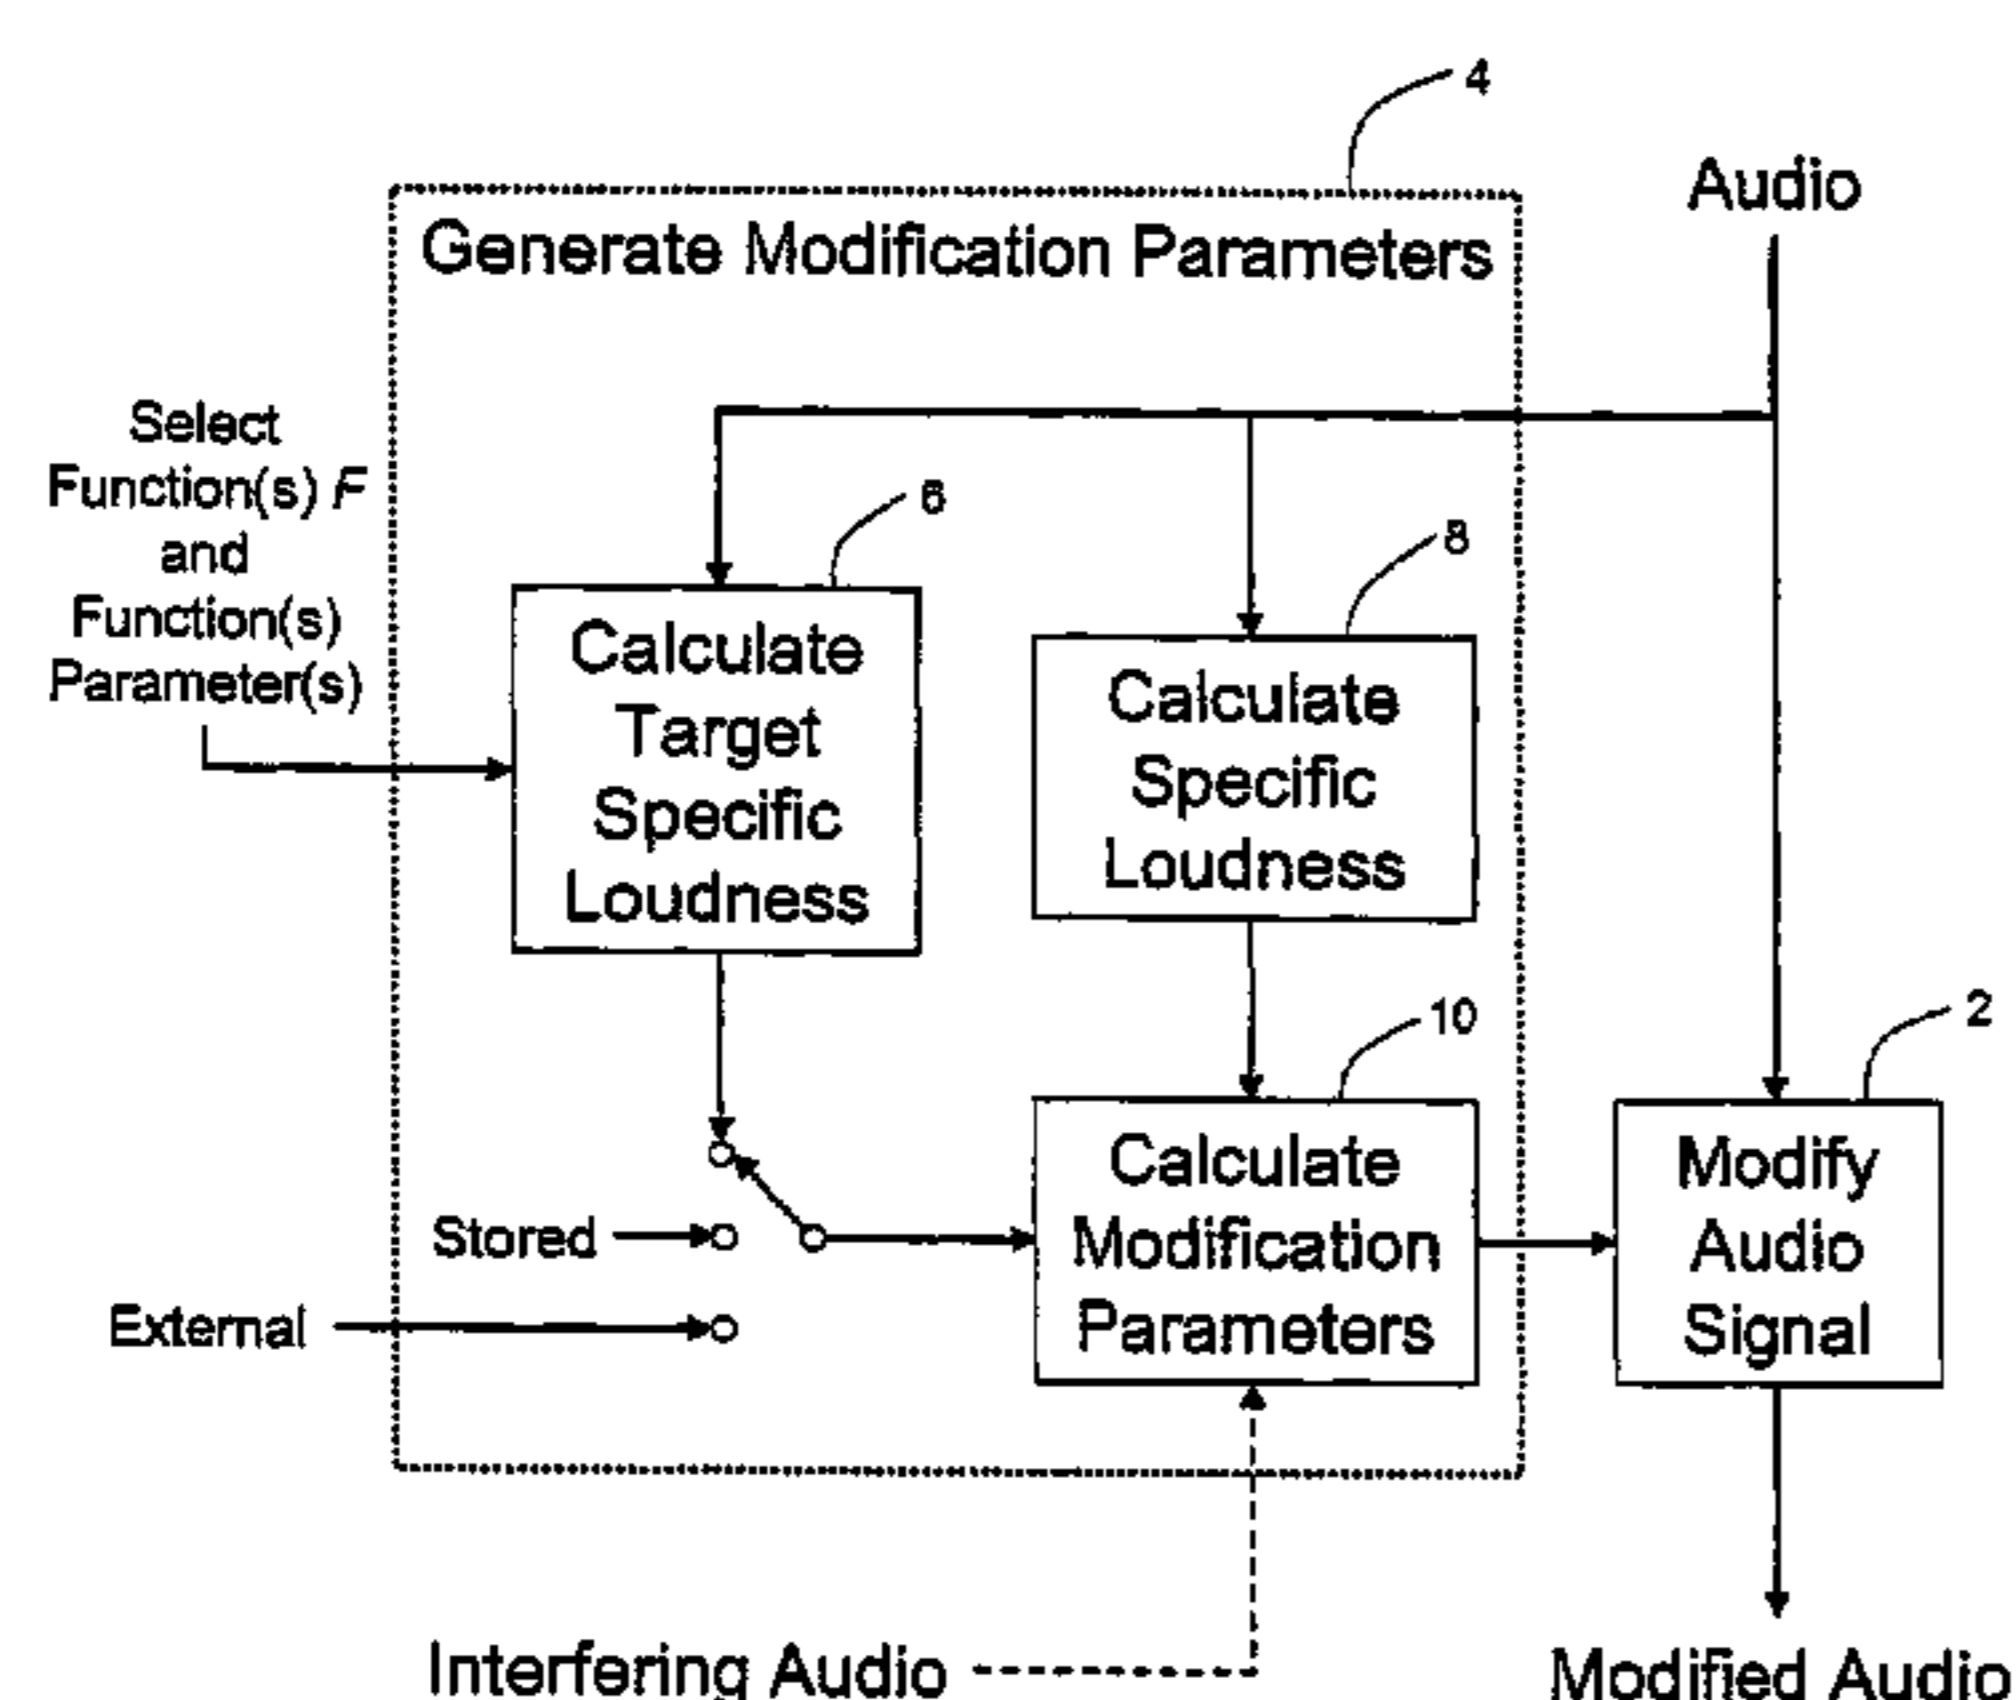 4
Audio
Generate Modification Parameters
Select
Function(s) F
and
Function(s)
Parameter(s)
6
8
Calculate
Target
Specific
Loudness
Calculate
Specific
Loudness
10
2
Calculate
Modification
Parameters
Modify
Audio
Signal
Stored
External
Interfering Audio
Modified Audio